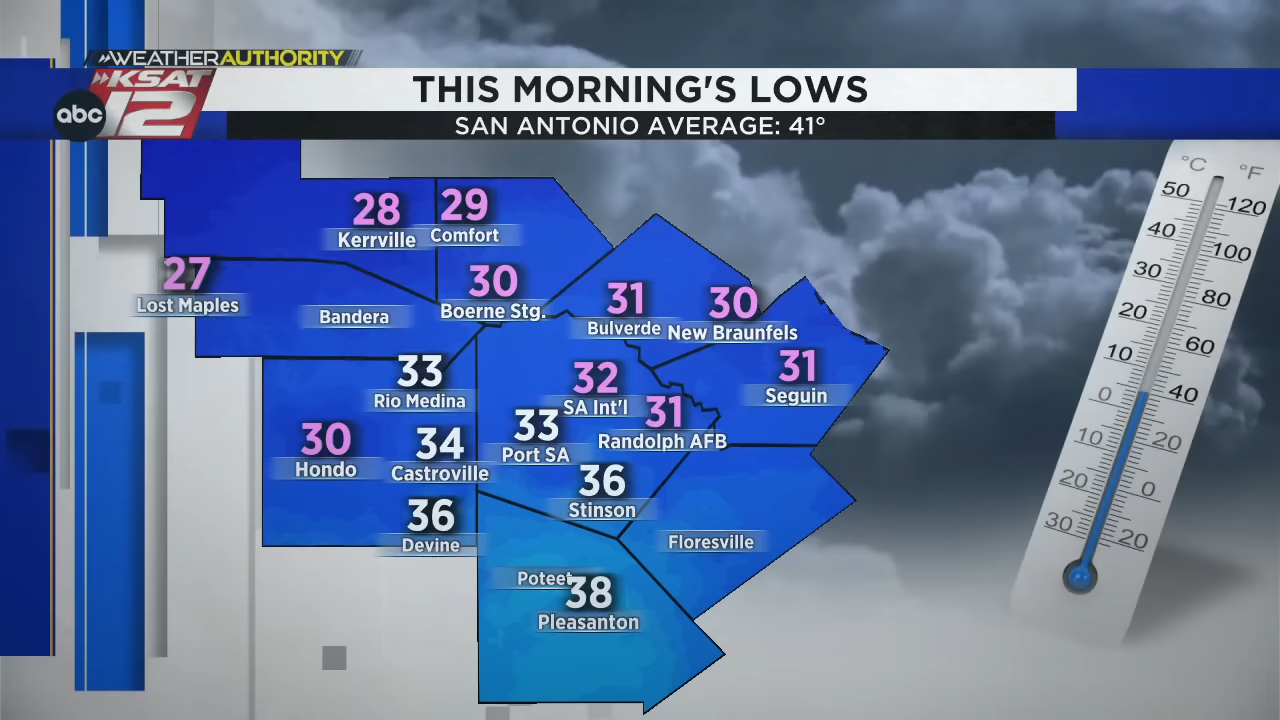 WEATHERAUTHORITY
KSAT
abc 12
THIS MORNING'S LOWS
SAN ANTONIO AVERAGE: 41°
28
Kerrville
29
Comfort
27
Lost Maples
Bandera
30
Boerne Stg.
31
Bulverde
30
New Braunfels
31
Seguin
33
Rio Medina
32
SA Int'l
31
Randolph AFB
30
Hondo
34
Castroville
33
Port SA
36
Stinson
36
Devine
Floresville
Poteet
38
Pleasanton
°C °F
50 120
40 100
30
20 80
10 60
0 40
10 20
20 0
30 20